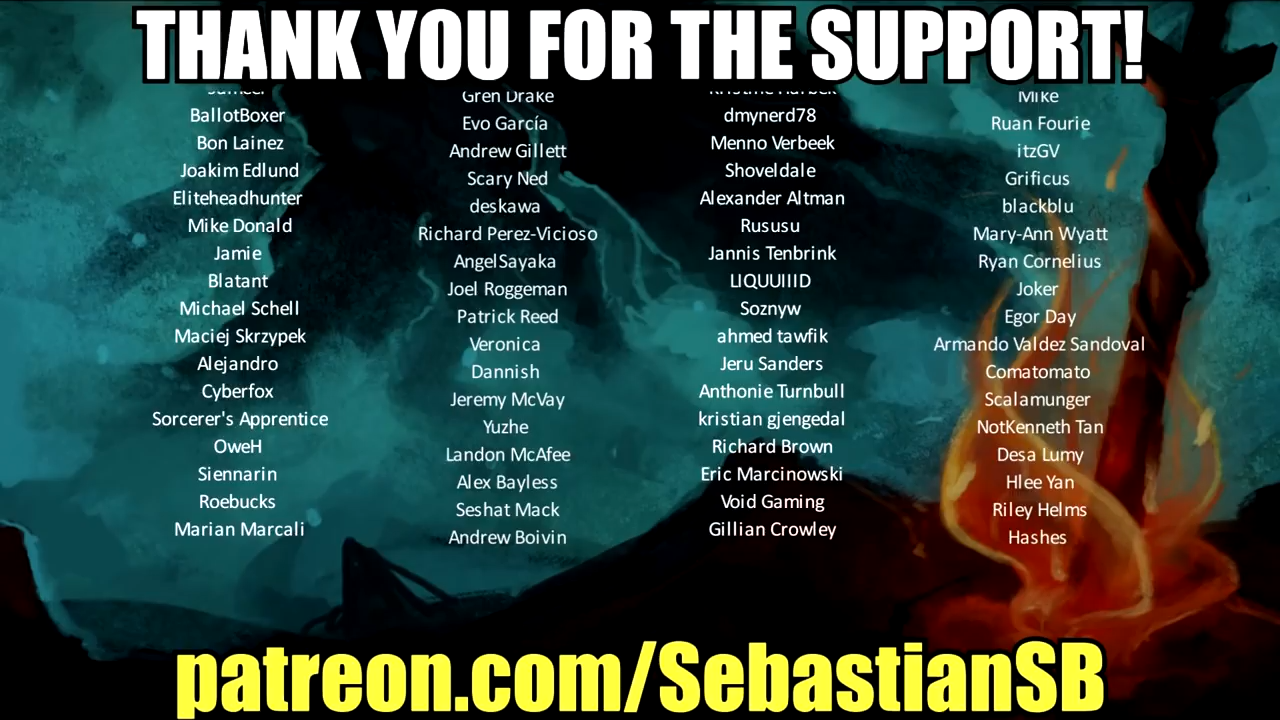 THANK YOU FOR THE SUPPORT!
BallotBoxer
Bon Lainez
Joakim Edlund
Eliteheadhunter
Mike Donald
Jamie
Blatant
Michael Schell
Maciej Skrzypek
Alejandro
Cyberfox
Sorcerer's Apprentice
OweH
Siennarin
Roebucks
Marian Marcali
Gren Drake
Evo García
Andrew Gillett
Scary Ned
deskawa
Richard Perez-Vicioso
AngelSayaka
Joel Roggeman
Patrick Reed
Veronica
Dannish
Jeremy McVay
Yuzhe
Landon McAfee
Alex Bayless
Seshat Mack
Andrew Boivin
dmynerd78
Menno Verbeek
Shoveldale
Alexander Altman
Rususu
Jannis Tenbrink
LIQUUIIID
Soznyw
ahmed tawfik
Jeru Sanders
Anthonie Turnbull
kristian gjengedal
Richard Brown
Eric Marcinowski
Void Gaming
Gillian Crowley
Mike
Ruan Fourie
itzGV
Grificus
blackblu
Mary-Ann Wyatt
Ryan Cornelius
Joker
Egor Day
Armando Valdez Sandoval
Comatomato
Scalamunger
NotKenneth Tan
Desa Lumy
Hlee Yan
Riley Helms
Hashes
patreon.com/SebastianSB